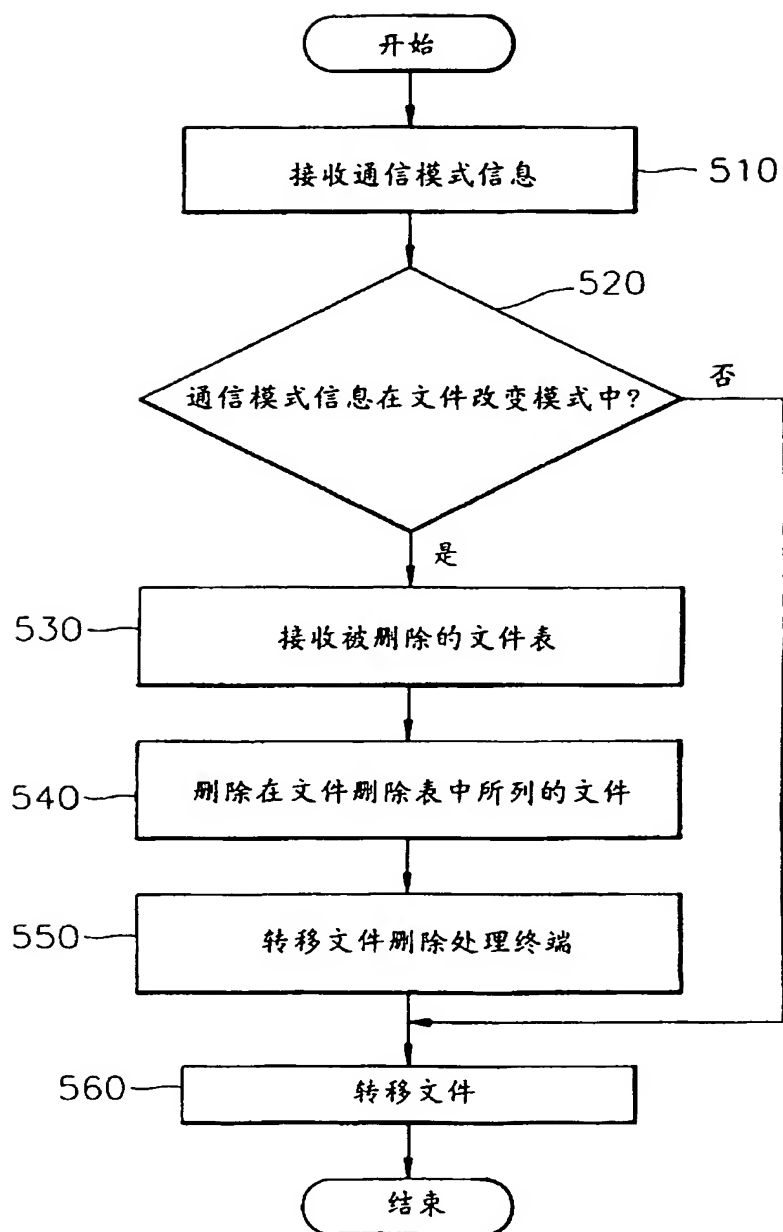 开始
接收通信模式信息
510
520
通信模式信息在文件改变模式中?
否
是
530
接收被删除的文件表
540
删除在文件删除表中所列的文件
550
转移文件删除处理终端
560
转移文件
结束